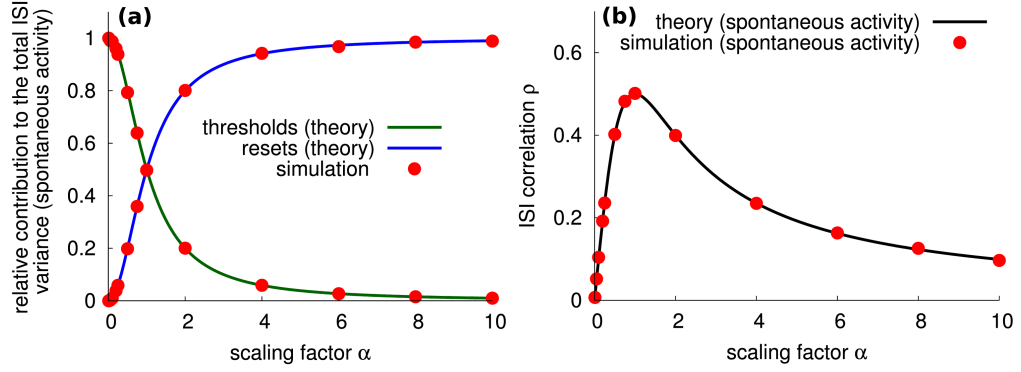 (a)
relative contribution to the total ISI
variance (spontaneous activity)
1
0.8
0.6
0.4
0.2
0
thresholds (theory)
resets (theory)
simulation
0 2 4 6 8 10
scaling factor α
(b)
ISI correlation ρ
0.6
0.4
0.2
0
theory (spontaneous activity)
simulation (spontaneous activity)
0 2 4 6 8 10
scaling factor α